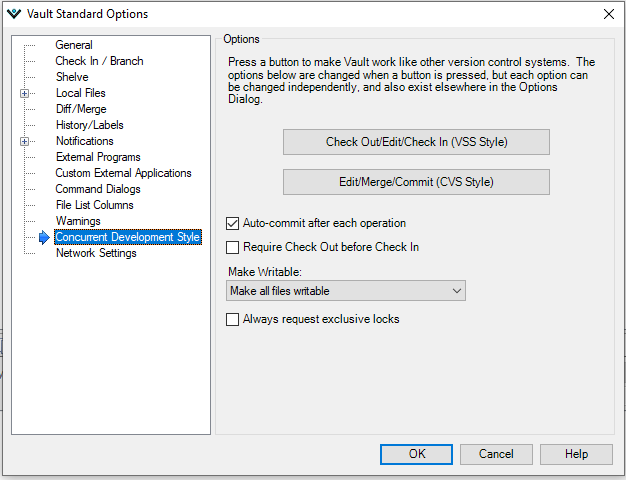 Vault Standard Options
General
Check In / Branch
Shelve
Local Files
Diff/Merge
History/Labels
Notifications
External Programs
Custom External Applications
Command Dialogs
File List Columns
Warnings
Concurrent Development Style
Network Settings
Options
Press a button to make Vault work like other version control systems. The
options below are changed when a button is pressed, but each option can
be changed independently, and also exist elsewhere in the Options
Dialog.
Check Out/Edit/Check In (VSS Style)
Edit/Merge/Commit (CVS Style)
Auto-commit after each operation
Require Check Out before Check In
Make Writable:
Make all files writable
Always request exclusive locks
OK
Cancel
Help